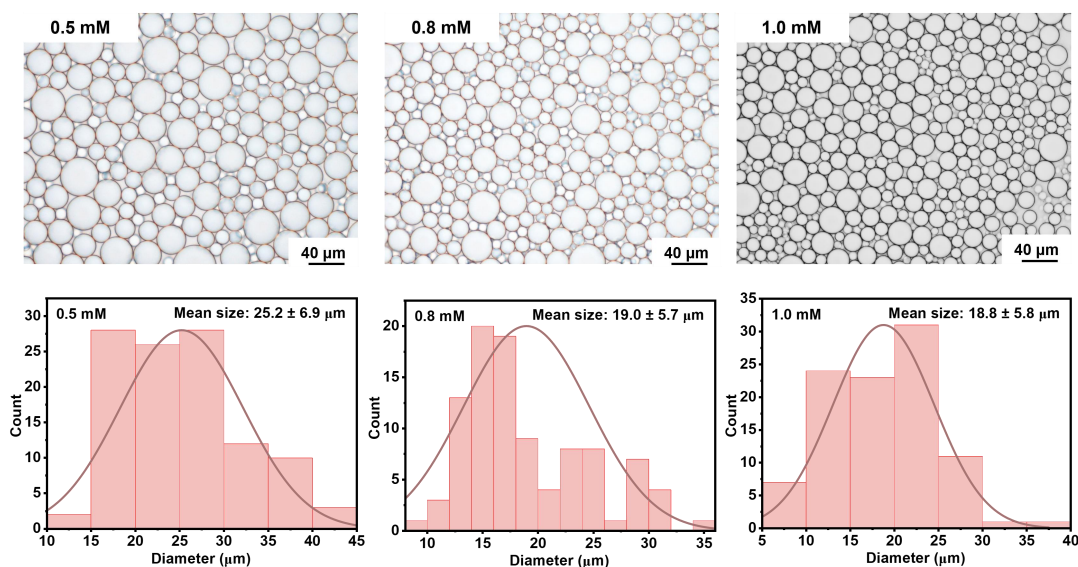 0.5 mM
40 μm
0.8 mM
40 μm
1.0 mM
40 μm
0.5 mM
Mean size: 25.2 ± 6.9 μm
Count
0
5
10
15
20
25
30
10
15
20
25
30
35
40
45
Diameter (μm)
0.8 mM
Mean size: 19.0 ± 5.7 μm
Count
0
5
10
15
20
10
15
20
25
30
35
Diameter (μm)
1.0 mM
Mean size: 18.8 ± 5.8 μm
Count
0
5
10
15
20
25
30
35
5
10
15
20
25
30
35
40
Diameter (μm)